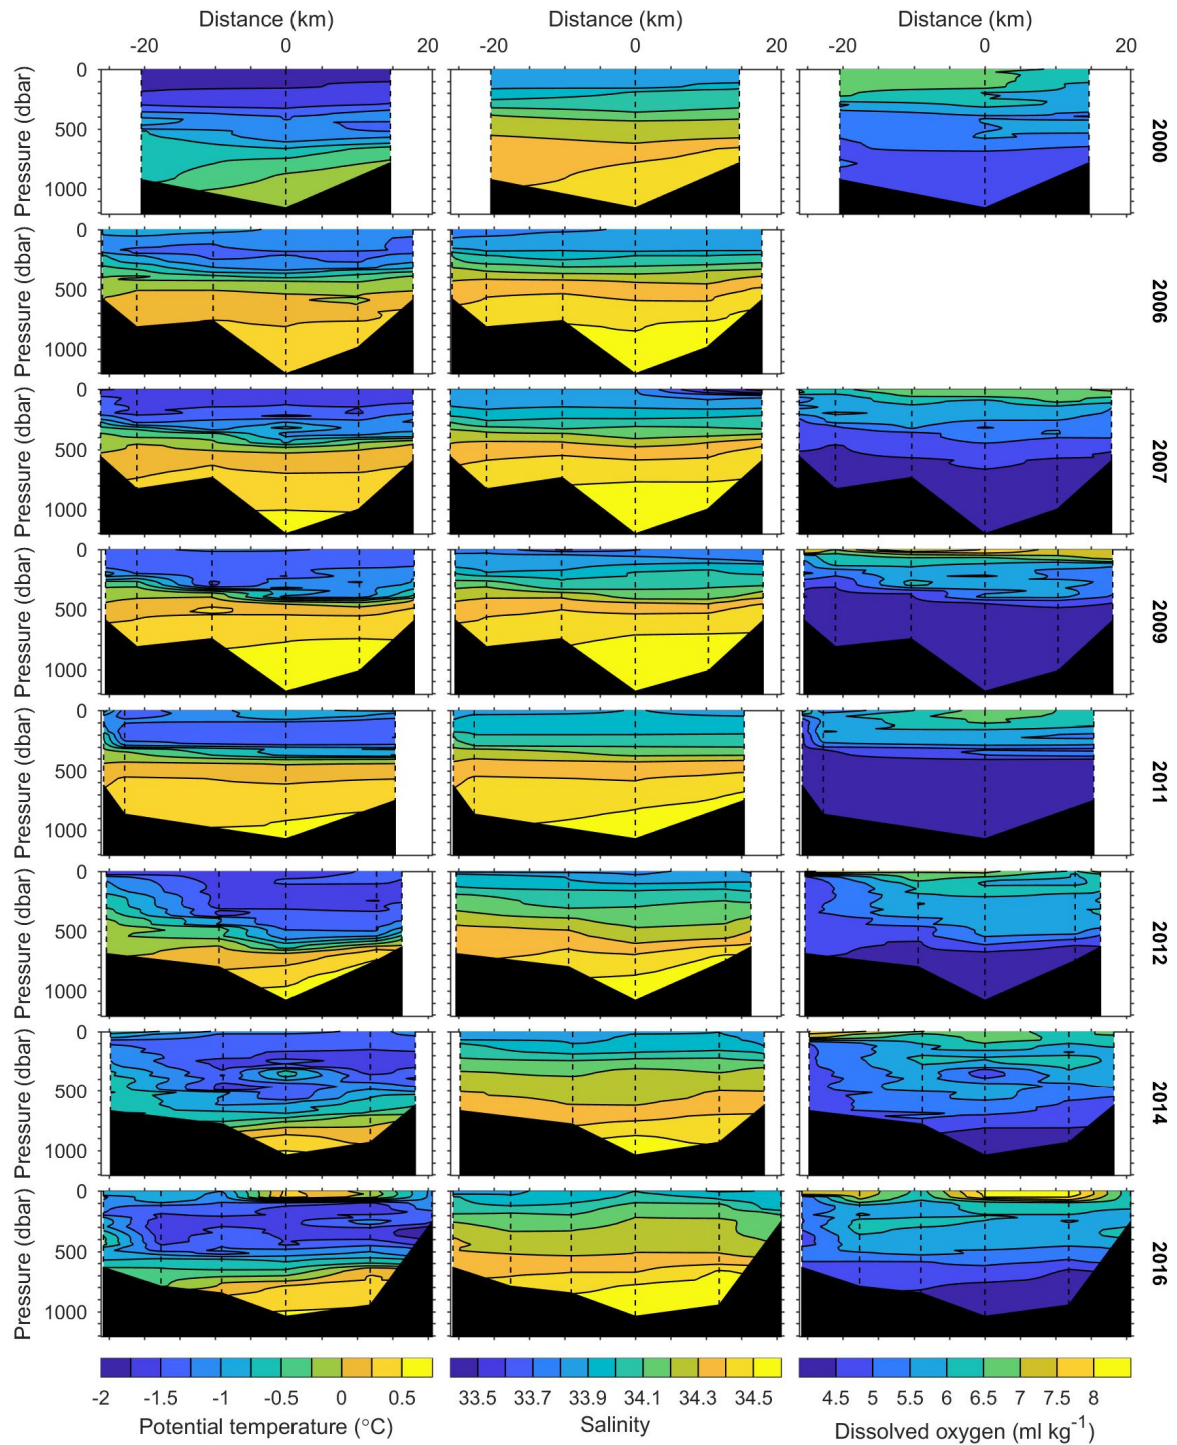 Distance (km) Distance (km) Distance (km)
-20 0 20 -20 0 20 -20 0 20
Pressure (dbar) 0 500 1000 2000
Pressure (dbar) 0 500 1000 2006
Pressure (dbar) 0 500 1000 2007
Pressure (dbar) 0 500 1000 2009
Pressure (dbar) 0 500 1000 2011
Pressure (dbar) 0 500 1000 2012
Pressure (dbar) 0 500 1000 2014
Pressure (dbar) 0 500 1000 2016
-2 -1.5 -1 -0.5 0 0.5 33.5 33.7 33.9 34.1 34.3 34.5 4.5 5 5.5 6 6.5 7 7.5 8
Potential temperature (°C) Salinity Dissolved oxygen (ml kg⁻¹)